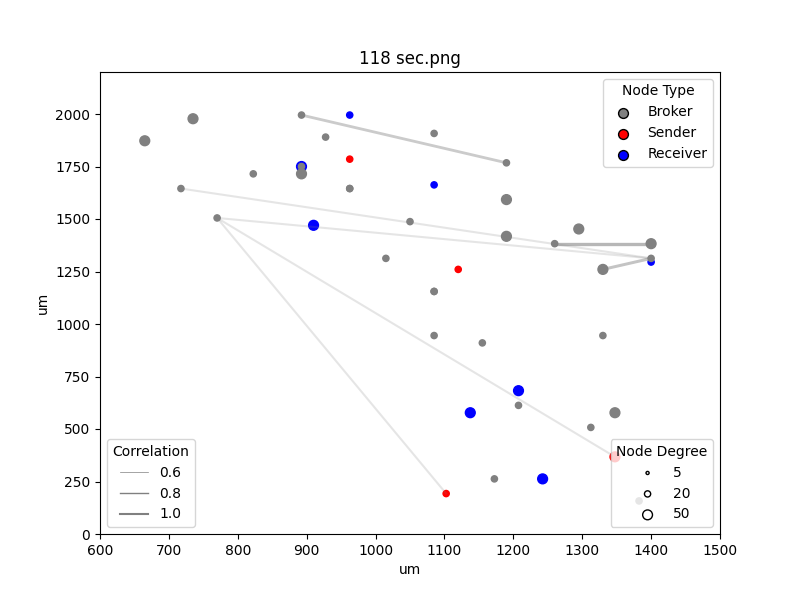 118 sec.png
Node Type
Broker
Sender
Receiver
2000
1750
1500
1250
1000
750
500
250
0
um
Correlation
0.6
0.8
1.0
Node Degree
5
20
50
600 700 800 900 1000 1100 1200 1300 1400 1500
um